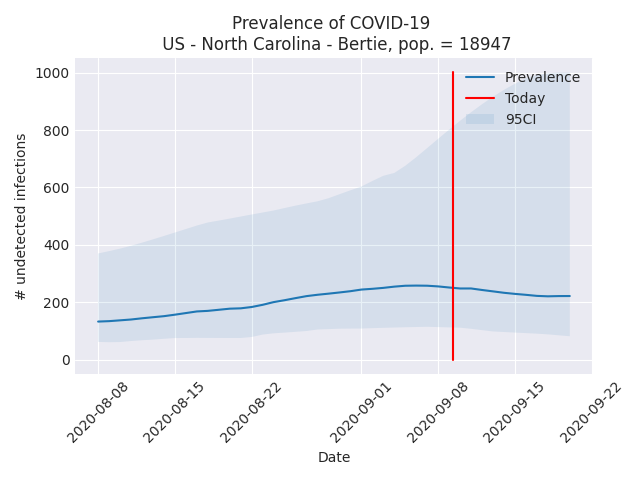 Prevalence of COVID-19
US - North Carolina - Bertie, pop. = 18947
1000
800
600
400
200
0
# undetected infections
Prevalence
Today
95CI
2020-08-08
2020-08-15
2020-08-22
2020-09-01
2020-09-08
2020-09-15
2020-09-22
Date